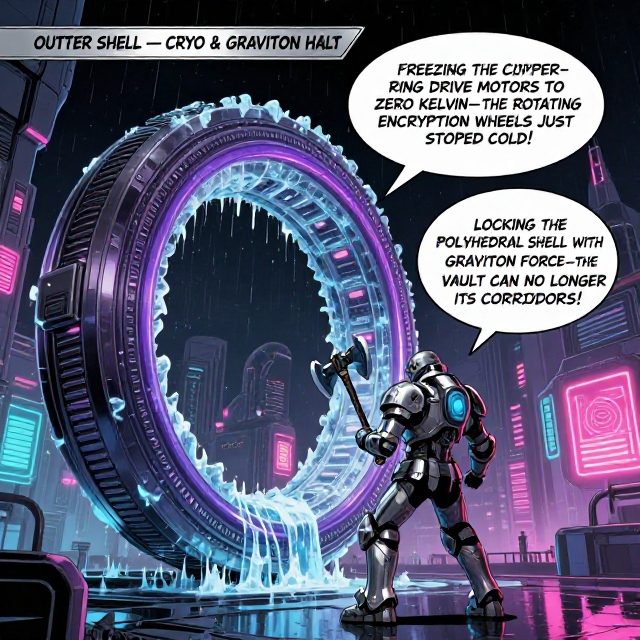 OUTTER SHELL — CRYO & GRAVITON HALT
FREEZING THE CIJPPER-
RING DRIVE MOTORS TO
ZERO KELVIN—THE ROTATING
ENCRYPTION WHEELS JUST
STOPED COLD!
LOCKING THE
POLYHEDRAL SHELL WITH
GRAVITON FORCE—THE
VAULT CAN NO LONGER
ITS CORRIDORS!